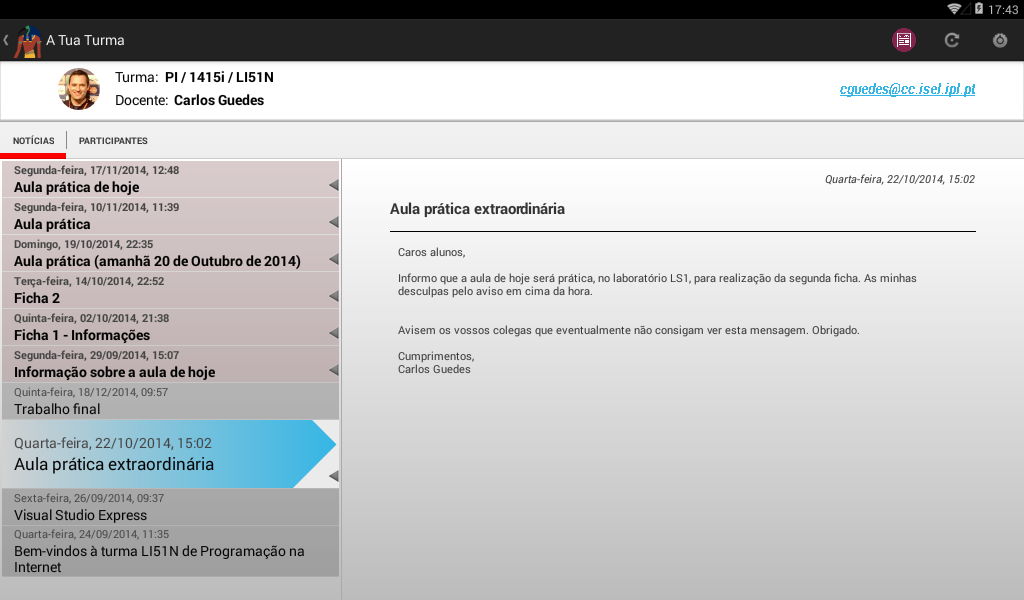 17:43
A Tua Turma
Turma: PI / 1415i / LI51N
Docente: Carlos Guedes
cguedes@cc.isel.ipl.pt
NOTÍCIAS
PARTICIPANTES
Segunda-feira, 17/11/2014, 12:48
Aula prática de hoje
Segunda-feira, 10/11/2014, 11:39
Aula prática
Domingo, 19/10/2014, 22:35
Aula prática (amanhã 20 de Outubro de 2014)
Terça-feira, 14/10/2014, 22:52
Ficha 2
Quinta-feira, 02/10/2014, 21:38
Ficha 1 - Informações
Segunda-feira, 29/09/2014, 15:07
Informação sobre a aula de hoje
Quinta-feira, 18/12/2014, 09:57
Trabalho final
Quarta-feira, 22/10/2014, 15:02
Aula prática extraordinária
Sexta-feira, 26/09/2014, 09:37
Visual Studio Express
Quarta-feira, 24/09/2014, 11:35
Bem-vindos à turma LI51N de Programação na
Internet
Quarta-feira, 22/10/2014, 15:02
Aula prática extraordinária
Caros alunos,
Informo que a aula de hoje será prática, no laboratório LS1, para realização da segunda ficha. As minhas
desculpas pelo aviso em cima da hora.
Avisem os vossos colegas que eventualmente não consigam ver esta mensagem. Obrigado.
Cumprimentos,
Carlos Guedes